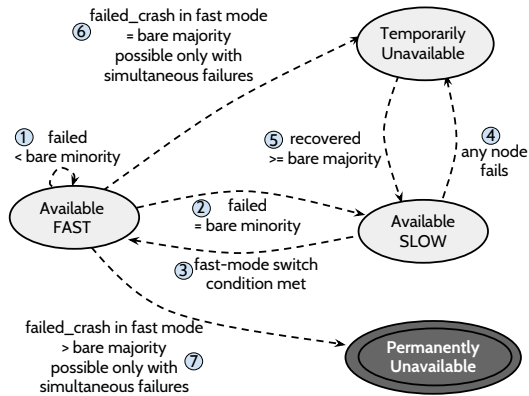 failed_crash in fast mode
6
= bare majority
possible only with
simultaneous failures
Temporarily
Unavailable
1 failed
< bare minority
5 recovered
>= bare majority
4
any node
fails
Available
FAST
2 failed
= bare minority
Available
SLOW
3 fast-mode switch
condition met
failed_crash in fast mode
> bare majority
possible only with 7
simultaneous failures
Permanently
Unavailable